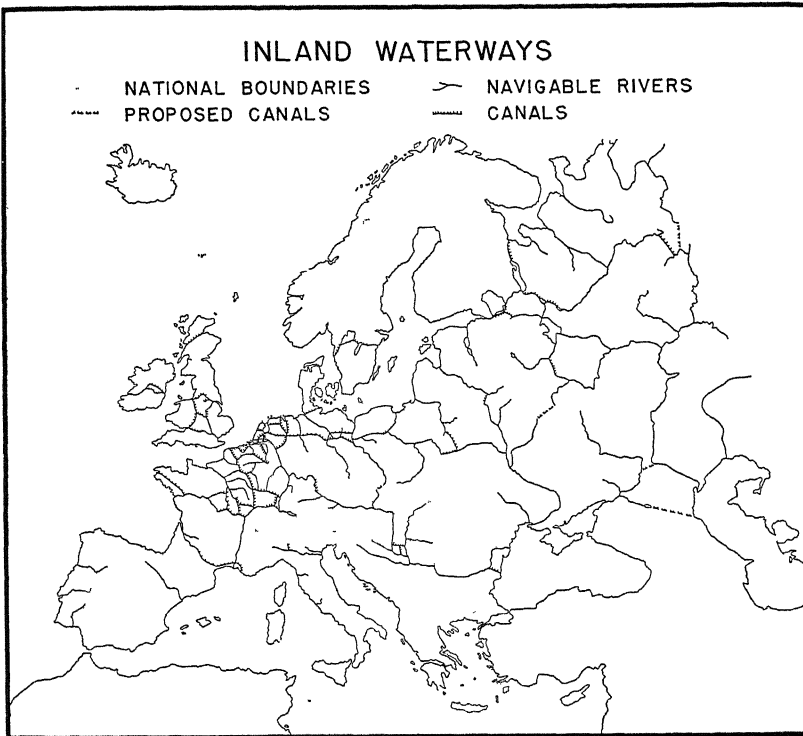 INLAND WATERWAYS
NATIONAL BOUNDARIES NAVIGABLE RIVERS
PROPOSED CANALS CANALS